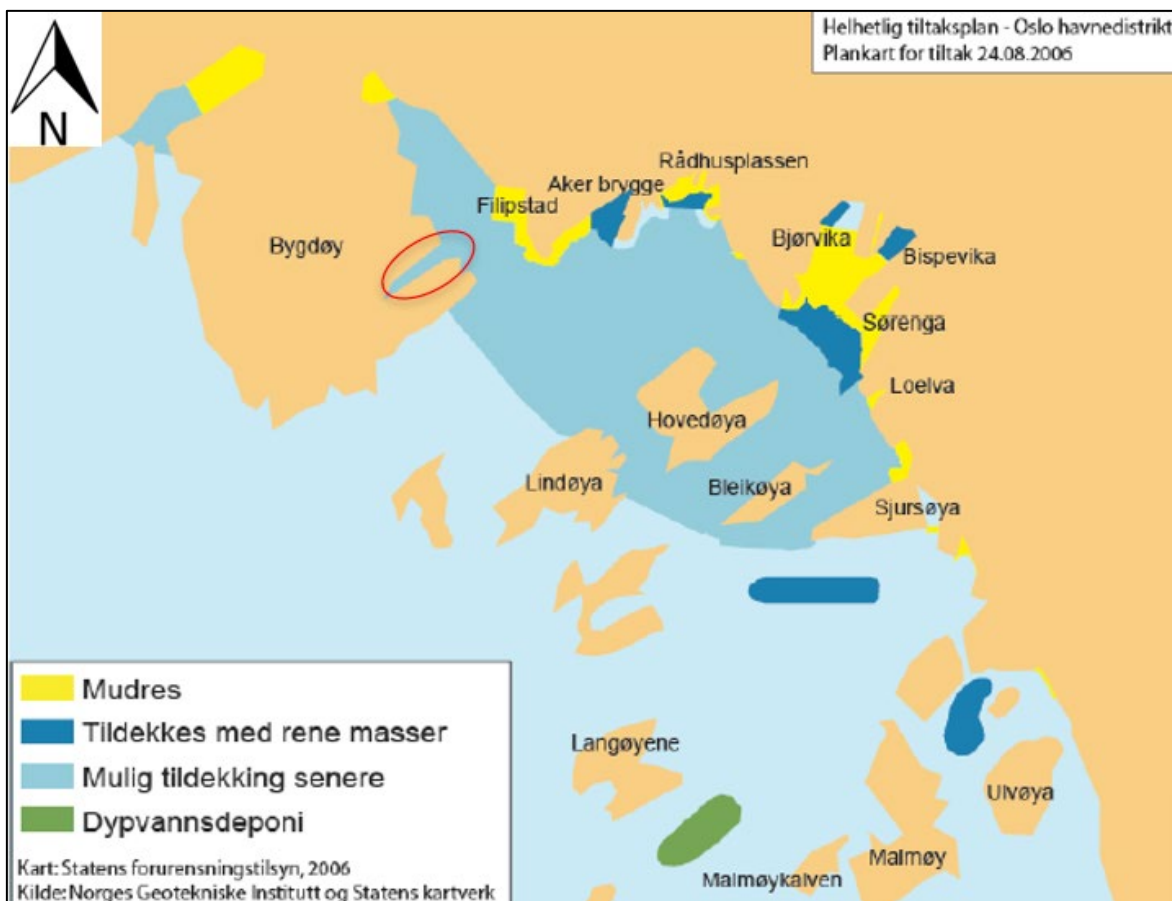 Helhetlig tiltaksplan - Oslo havnedistrikt
Plankart for tiltak 24.08.2006
N
Rådhusplassen
Aker brygge
Filipstad
Bygdøy
Bjørvika
Bispevika
Sørenga
Loelva
Hovedøya
Lindøya
Bleikøya
Sjursøya
Langøyene
Ulvøya
Malmøy
Malmøykalven
Mudres
Tildekkes med rene masser
Mulig tildekking senere
Dypvannsdeponi
Kart: Statens forurensningstilsyn, 2006
Kilde: Norges Geotekniske Institutt og Statens kartverk